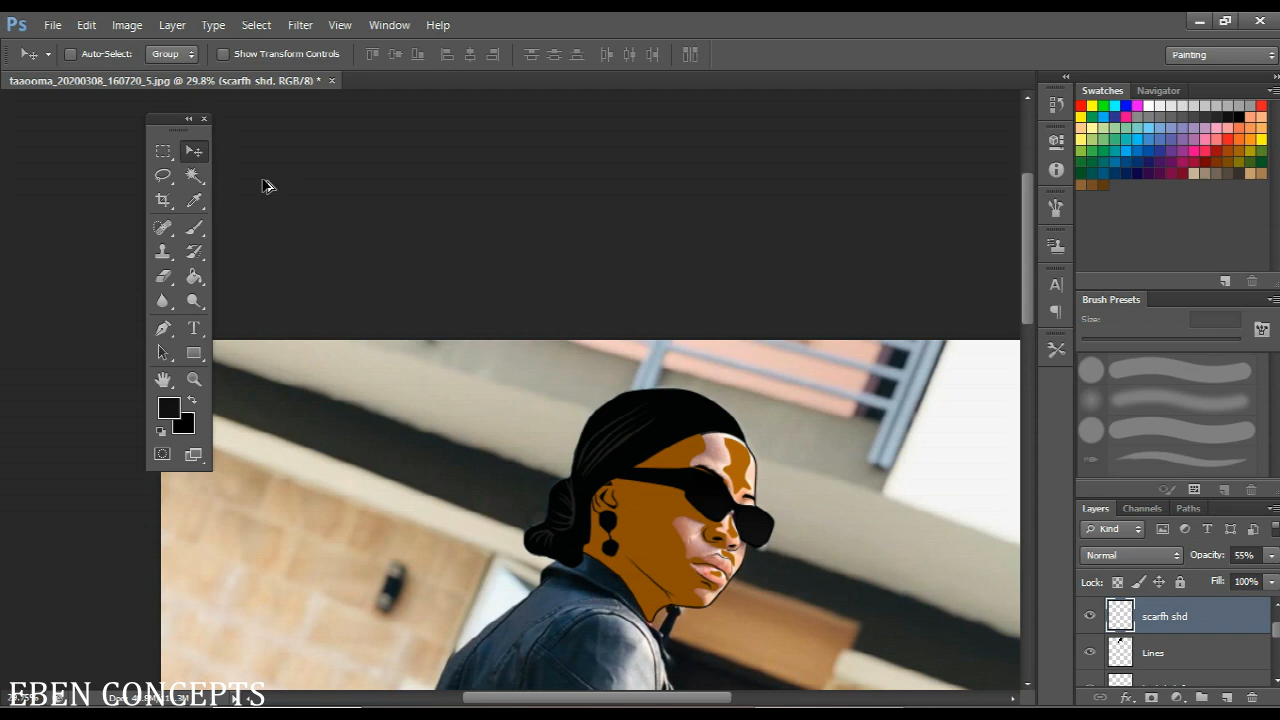 Ps File Edit Image Layer Type Select Filter View Window Help
Auto-Select: Group Show Transform Controls Painting
taaooma_20200308_160720_5.jpg @ 29.8% (scarfh shd, RGB/8) * ×
Swatches Navigator
Brush Presets
Size:
Layers Channels Paths
Kind
Normal Opacity: 55%
Lock: Fill: 100%
scarfh shd
Lines
EBEN CONCEPTS